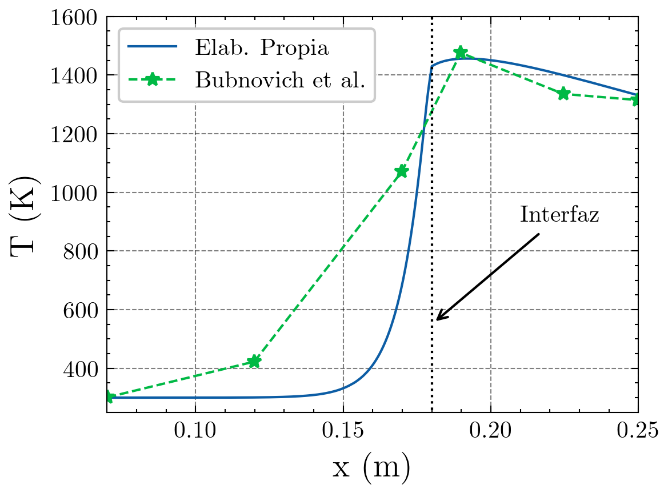 1600
1400
1200
1000
800
600
400
T (K)
Elab. Propia
Bubnovich et al.
Interfaz
0.10
0.15
0.20
0.25
x (m)